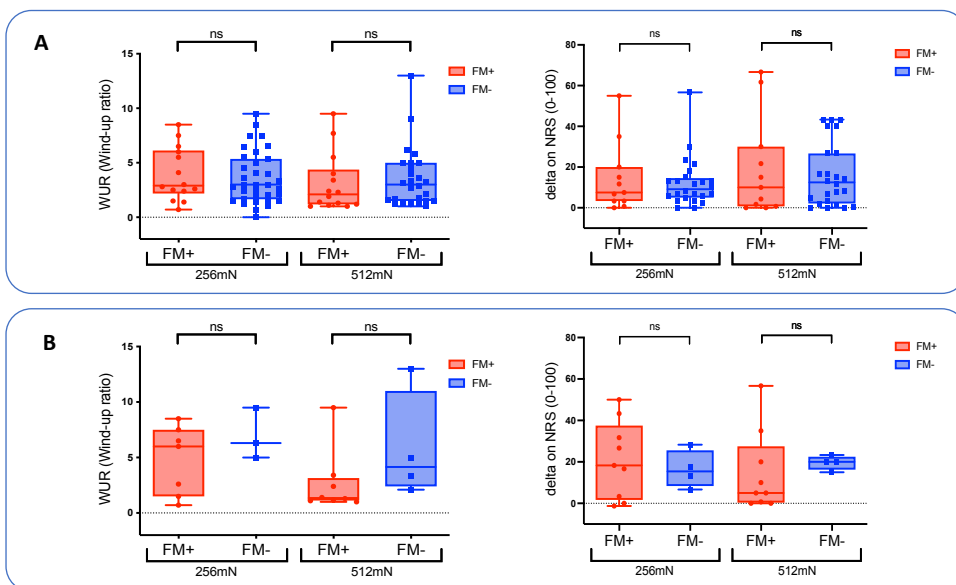 A
ns
ns
15
10
5
0
WUR (Wind-up ratio)
FM+
FM-
FM+
FM-
FM+
FM-
256mN
512mN
ns
ns
80
60
40
20
0
delta on NRS (0-100)
FM+
FM-
FM+
FM-
FM+
FM-
256mN
512mN
B
ns
ns
15
10
5
0
WUR (Wind-up ratio)
FM+
FM-
FM+
FM-
FM+
FM-
256mN
512mN
ns
ns
80
60
40
20
0
delta on NRS (0-100)
FM+
FM-
FM+
FM-
FM+
FM-
256mN
512mN